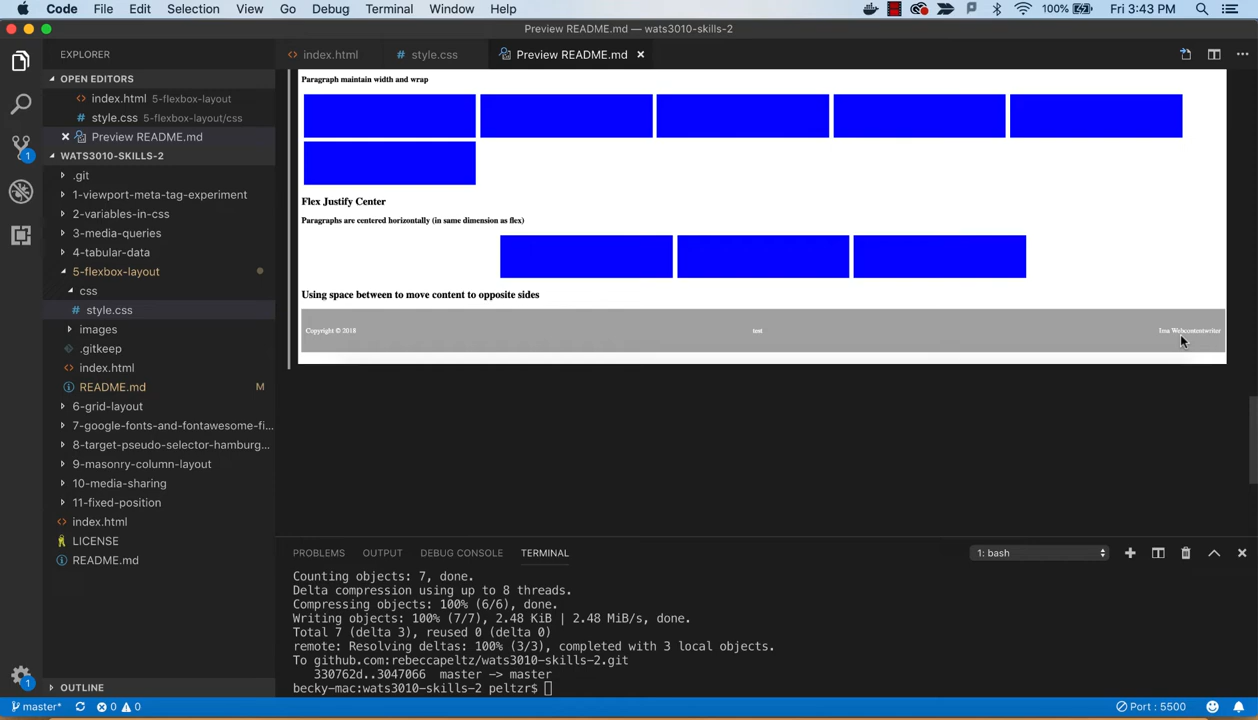 Code File Edit Selection View Go Debug Terminal Window Help 100% Fri 3:43 PM
Preview README.md — wats3010-skills-2
EXPLORER
index.html style.css Preview README.md
OPEN EDITORS
index.html 5-flexbox-layout
style.css 5-flexbox-layout/css
Preview README.md
WATS3010-SKILLS-2
.git
1-viewport-meta-tag-experiment
2-variables-in-css
3-media-queries
4-tabular-data
5-flexbox-layout
css
style.css
images
.gitkeep
index.html
README.md M
6-grid-layout
7-google-fonts-and-fontawesome-fi...
8-target-pseudo-selector-hamburg...
9-masonry-column-layout
10-media-sharing
11-fixed-position
index.html
LICENSE
README.md
OUTLINE
1
1
Paragraph maintain width and wrap
Flex Justify Center
Paragraphs are centered horizontally (in same dimension as flex)
Using space between to move content to opposite sides
Copyright © 2018 test Ima Webcontentwriter
PROBLEMS OUTPUT DEBUG CONSOLE TERMINAL 1: bash
Counting objects: 7, done.
Delta compression using up to 8 threads.
Compressing objects: 100% (6/6), done.
Writing objects: 100% (7/7), 2.48 KiB | 2.48 MiB/s, done.
Total 7 (delta 3), reused 0 (delta 0)
remote: Resolving deltas: 100% (3/3), completed with 3 local objects.
To github.com:rebeccapeltz/wats3010-skills-2.git
330762d..3047066 master -> master
becky-mac:wats3010-skills-2 peltzr$
master* 0 0 Port : 5500